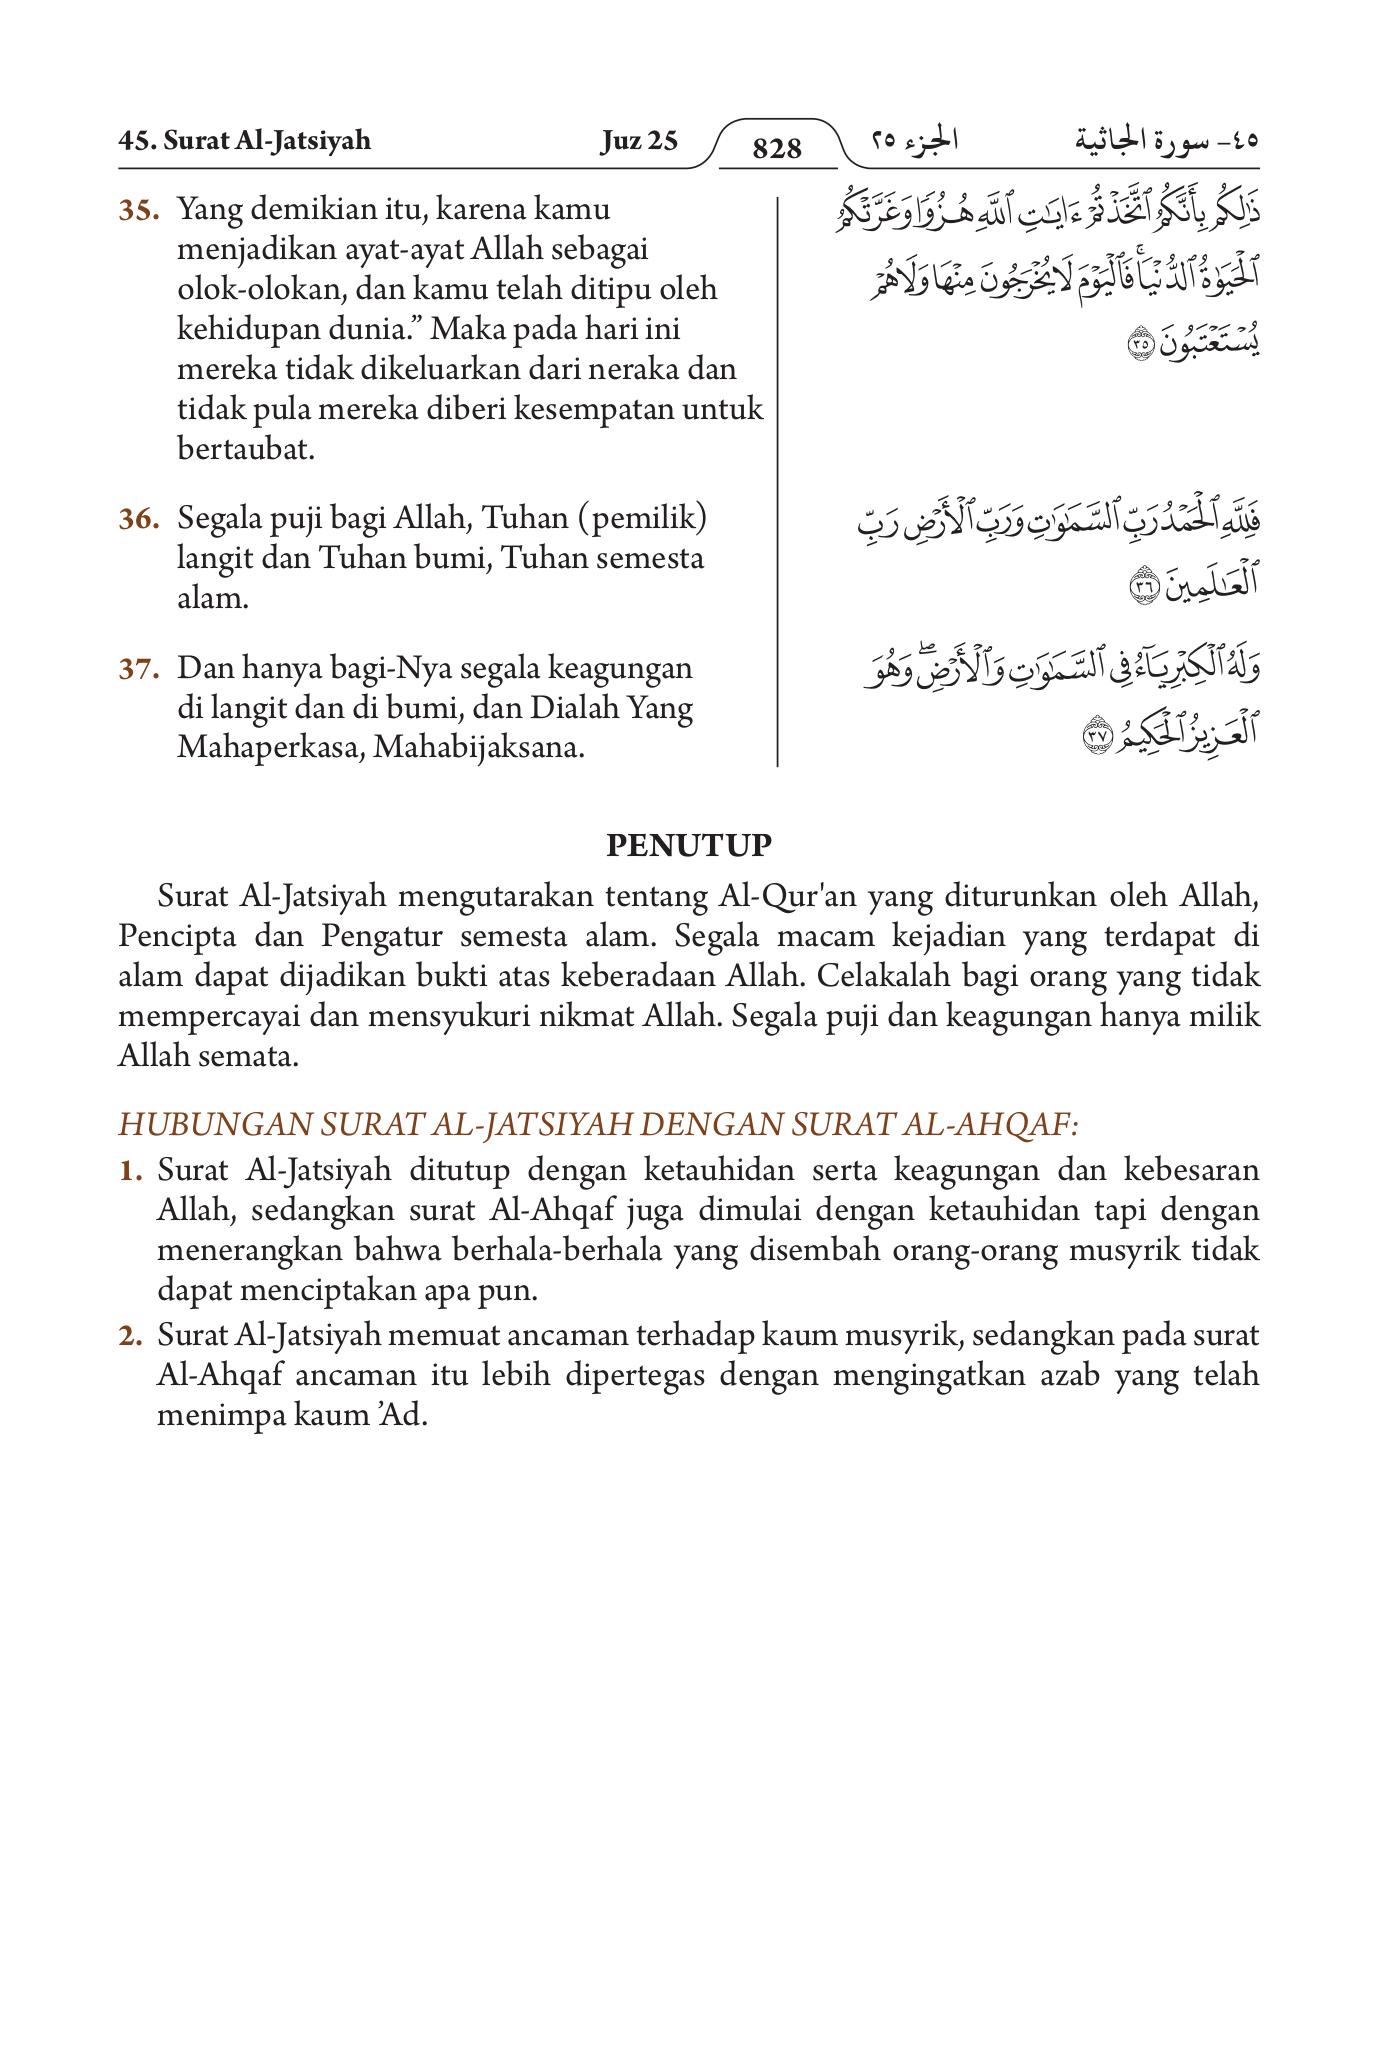 45. Surat Al-Jatsiyah Juz 25 828 الجزء ٢٥ ٤٥- سورة الجاثية
35. Yang demikian itu, karena kamu
menjadikan ayat-ayat Allah sebagai
olok-olokan, dan kamu telah ditipu oleh
kehidupan dunia.” Maka pada hari ini
mereka tidak dikeluarkan dari neraka dan
tidak pula mereka diberi kesempatan untuk
bertaubat.
ذَٰلِكُم بِأَنَّكُمُ ٱتَّخَذْتُمْ ءَايَٰتِ ٱللَّهِ هُزُوًا وَغَرَّتْكُمُ
ٱلْحَيَوٰةُ ٱلدُّنْيَا ۚ فَٱلْيَوْمَ لَا يُخْرَجُونَ مِنْهَا وَلَا هُمْ
يُسْتَعْتَبُونَ ٣٥
36. Segala puji bagi Allah, Tuhan (pemilik)
langit dan Tuhan bumi, Tuhan semesta
alam.
فَلِلَّهِ ٱلْحَمْدُ رَبِّ ٱلسَّمَٰوَٰتِ وَرَبِّ ٱلْأَرْضِ رَبِّ
ٱلْعَٰلَمِينَ ٣٦
37. Dan hanya bagi-Nya segala keagungan
di langit dan di bumi, dan Dialah Yang
Mahaperkasa, Mahabijaksana.
وَلَهُ ٱلْكِبْرِيَآءُ فِى ٱلسَّمَٰوَٰتِ وَٱلْأَرْضِ ۖ وَهُوَ
ٱلْعَزِيزُ ٱلْحَكِيمُ ٣٧
PENUTUP
Surat Al-Jatsiyah mengutarakan tentang Al-Qur'an yang diturunkan oleh Allah,
Pencipta dan Pengatur semesta alam. Segala macam kejadian yang terdapat di
alam dapat dijadikan bukti atas keberadaan Allah. Celakalah bagi orang yang tidak
mempercayai dan mensyukuri nikmat Allah. Segala puji dan keagungan hanya milik
Allah semata.
HUBUNGAN SURAT AL-JATSIYAH DENGAN SURAT AL-AHQAF:
1. Surat Al-Jatsiyah ditutup dengan ketauhidan serta keagungan dan kebesaran
Allah, sedangkan surat Al-Ahqaf juga dimulai dengan ketauhidan tapi dengan
menerangkan bahwa berhala-berhala yang disembah orang-orang musyrik tidak
dapat menciptakan apa pun.
2. Surat Al-Jatsiyah memuat ancaman terhadap kaum musyrik, sedangkan pada surat
Al-Ahqaf ancaman itu lebih dipertegas dengan mengingatkan azab yang telah
menimpa kaum ’Ad.